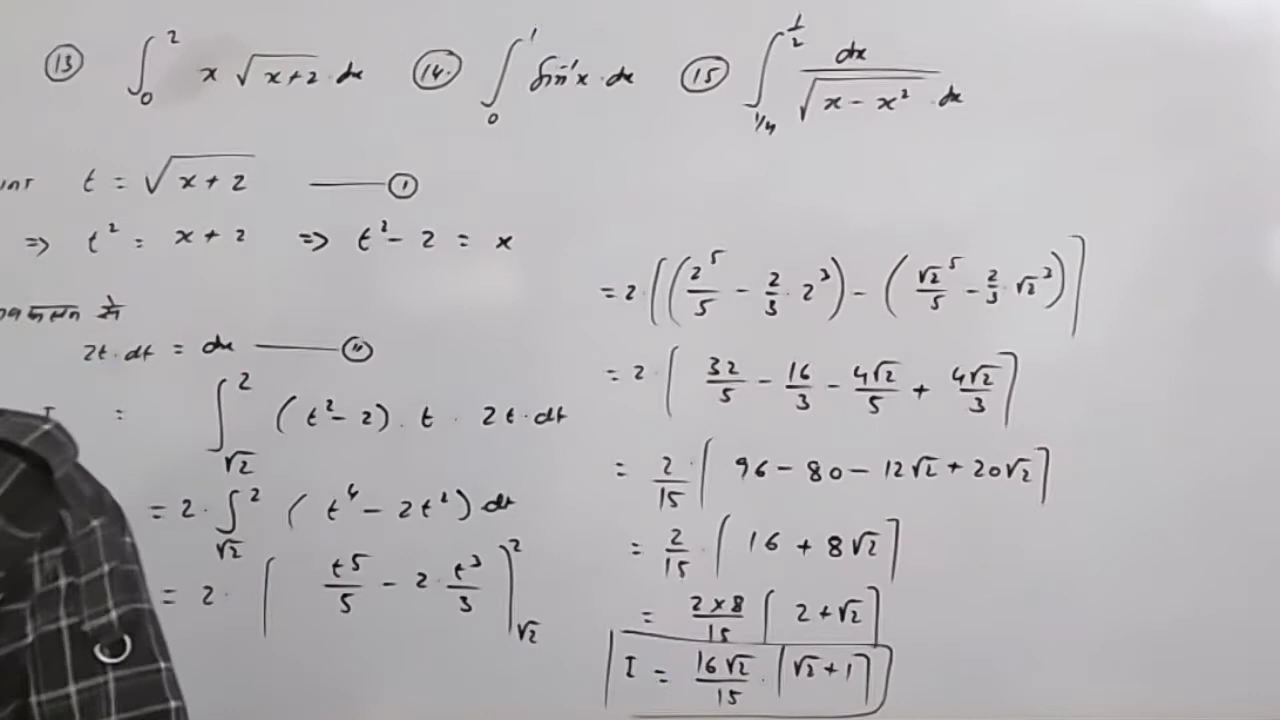 ⑬ ∫₀² x √(x+2) · dx ⑭ ∫₀¹ Sin⁻¹x · dx ⑮ ∫_{1/4}^{1/2} dx/√(x − x²) · dx
t = √(x + 2) —— ①
⇒ t² = x + 2 ⇒ t² − 2 = x
2t · dt = dx —— ⑪
I = ∫_{√2}^{2} (t² − 2) · t · 2t · dt
= 2 · ∫_{√2}^{2} (t⁴ − 2t²) dt
= 2 · [t⁵/5 − 2 · t³/3]_{√2}^{2}
= 2 · [(2⁵/5 − 2/3 · 2³) − (√2⁵/5 − 2/3 · √2³)]
= 2 · [32/5 − 16/3 − 4√2/5 + 4√2/3]
= 2/15 · [96 − 80 − 12√2 + 20√2]
= 2/15 · [16 + 8√2]
= 2×8/15 [2 + √2]
I = 16√2/15 · [√2 + 1]